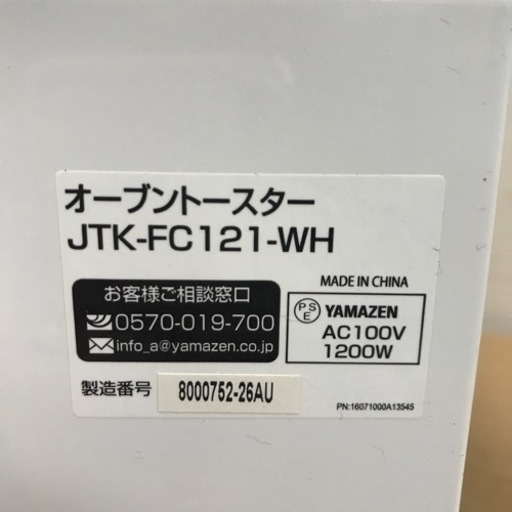 オーブントースター
JTK-FC121-WH
MADE IN CHINA
お客様ご相談窓口
0570-019-700
info_a@yamazen.co.jp
PSE YAMAZEN
AC100V
1200W
製造番号 8000752-26AU
PN:16071000A13545